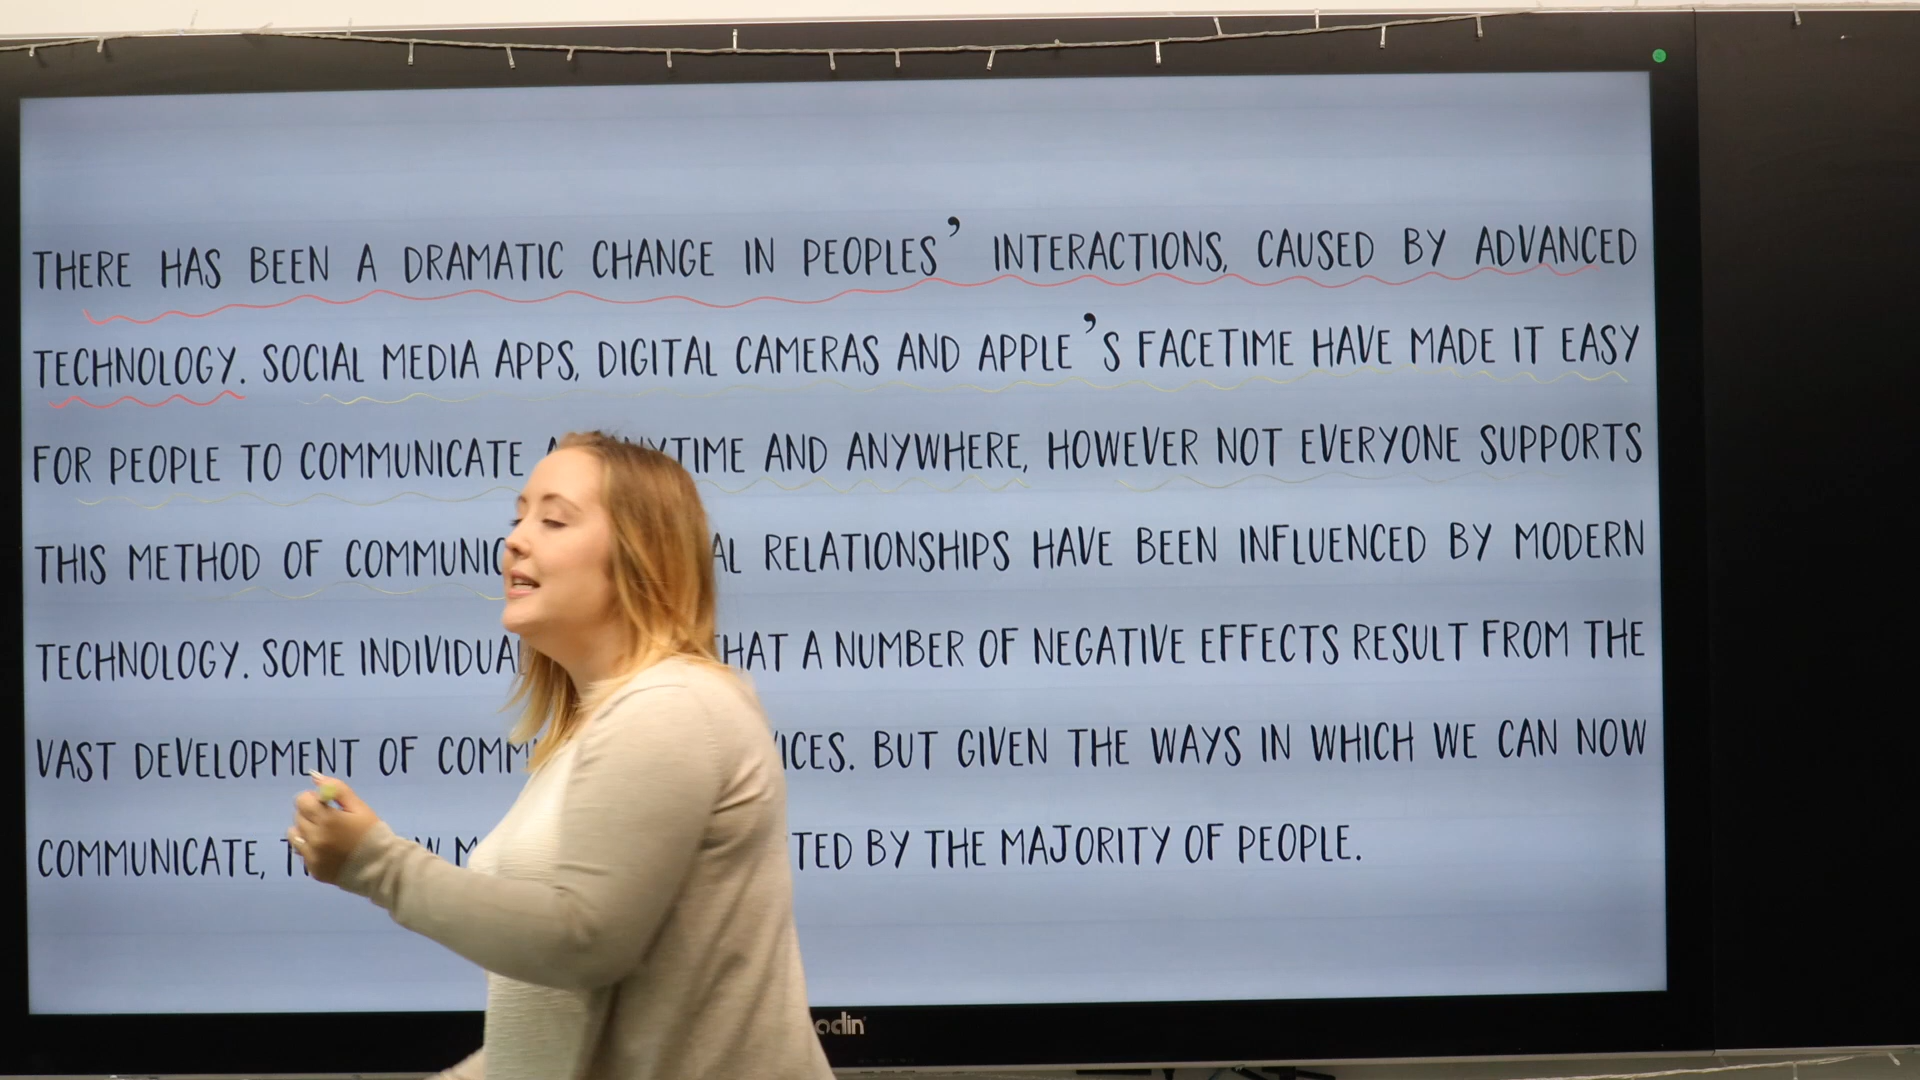 THERE HAS BEEN A DRAMATIC CHANGE IN PEOPLES' INTERACTIONS, CAUSED BY ADVANCED
TECHNOLOGY. SOCIAL MEDIA APPS, DIGITAL CAMERAS AND APPLE'S FACETIME HAVE MADE IT EASY
FOR PEOPLE TO COMMUNICATE AND ANYWHERE, HOWEVER NOT EVERYONE SUPPORTS
THIS METHOD OF RELATIONSHIPS HAVE BEEN INFLUENCED BY MODERN
TECHNOLOGY. SOME A NUMBER OF NEGATIVE EFFECTS RESULT FROM THE
VAST DEVELOPMENT OF BUT GIVEN THE WAYS IN WHICH WE CAN NOW
COMMUNICATE, BY THE MAJORITY OF PEOPLE.